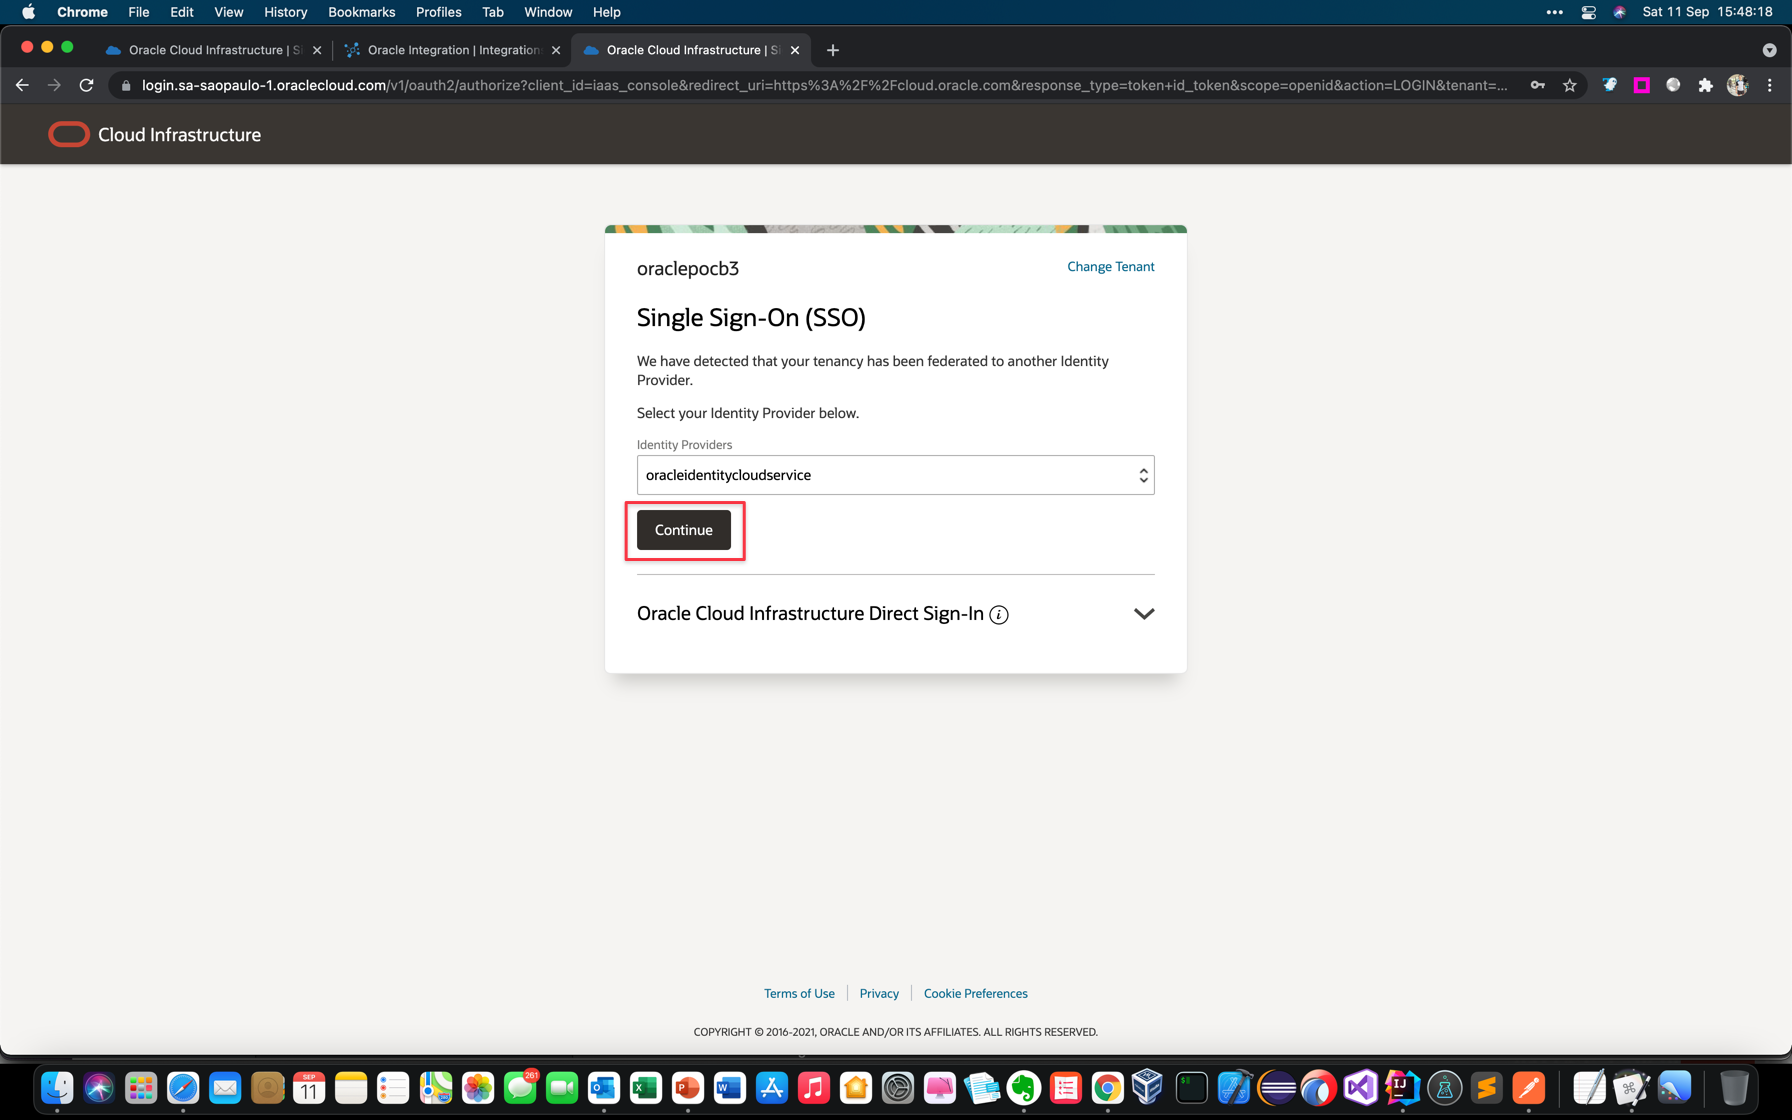 Chrome File Edit View History Bookmarks Profiles Tab Window Help
••• Sat 11 Sep 15:48:18
Oracle Cloud Infrastructure | Si
Oracle Integration | Integrations
Oracle Cloud Infrastructure | Si
login.sa-saopaulo-1.oraclecloud.com/v1/oauth2/authorize?client_id=iaas_console&redirect_uri=https%3A%2F%2Fcloud.oracle.com&response_type=token+id_token&scope=openid&action=LOGIN&tenant=...
Cloud Infrastructure
oraclepocb3
Change Tenant
Single Sign-On (SSO)
We have detected that your tenancy has been federated to another Identity
Provider.
Select your Identity Provider below.
Identity Providers
oracleidentitycloudservice
Continue
Oracle Cloud Infrastructure Direct Sign-In i
Terms of Use
Privacy
Cookie Preferences
COPYRIGHT © 2016-2021, ORACLE AND/OR ITS AFFILIATES. ALL RIGHTS RESERVED.
SEP
11
261
O
X
P
W
$
IJ